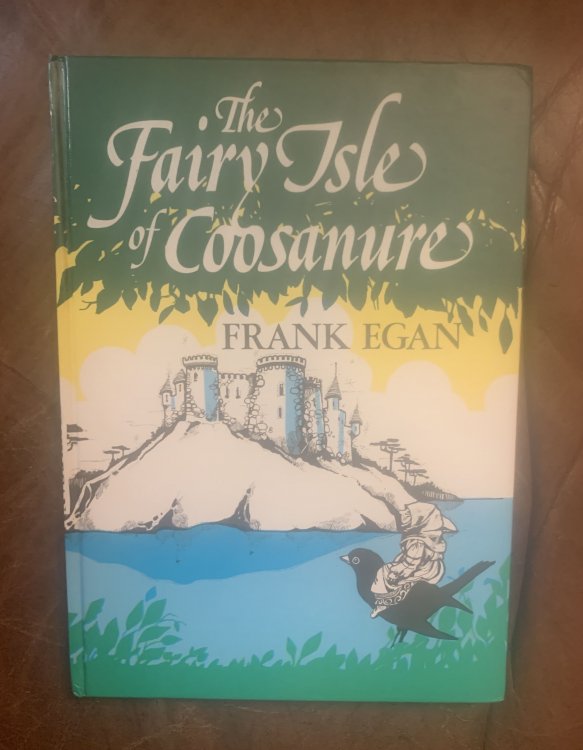 The
Fairy Isle
of Coosanure
FRANK EGAN